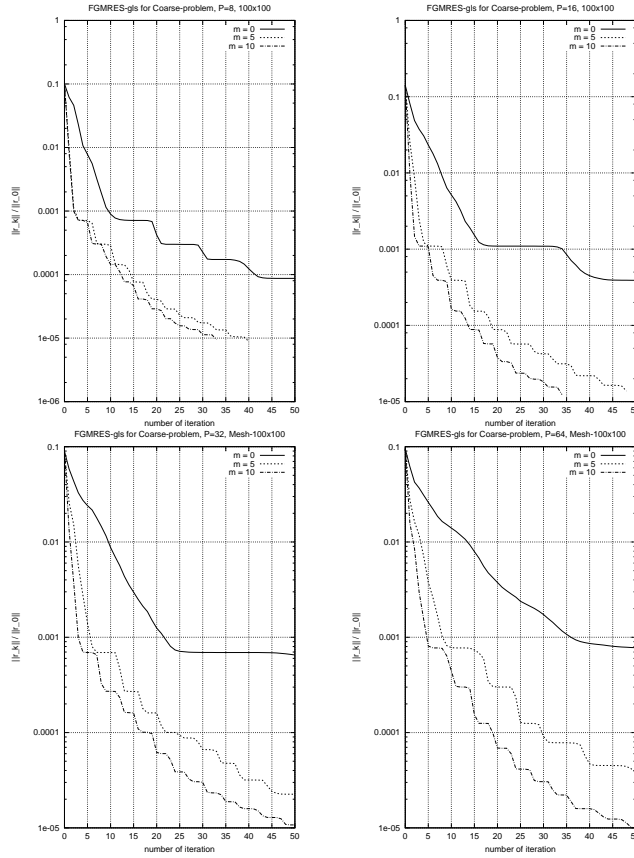 FGMRES-gls for Coarse-problem, P=8, 100x100
m = 0
m = 5
m = 10
||r_k|| / ||r_0||
1
0.1
0.01
0.001
0.0001
1e-05
1e-06
0 5 10 15 20 25 30 35 40 45 50
number of iteration
FGMRES-gls for Coarse-problem, P=16, 100x100
m = 0
m = 5
m = 10
||r_k|| / ||r_0||
1
0.1
0.01
0.001
0.0001
1e-05
0 5 10 15 20 25 30 35 40 45 50
number of iteration
FGMRES-gls for Coarse-problem, P=32, Mesh-100x100
m = 0
m = 5
m = 10
||r_k|| / ||r_0||
0.1
0.01
0.001
0.0001
1e-05
0 5 10 15 20 25 30 35 40 45 50
number of iteration
FGMRES-gls for Coarse-problem, P=64, Mesh-100x100
m = 0
m = 5
m = 10
||r_k|| / ||r_0||
0.1
0.01
0.001
0.0001
1e-05
0 5 10 15 20 25 30 35 40 45 50
number of iteration